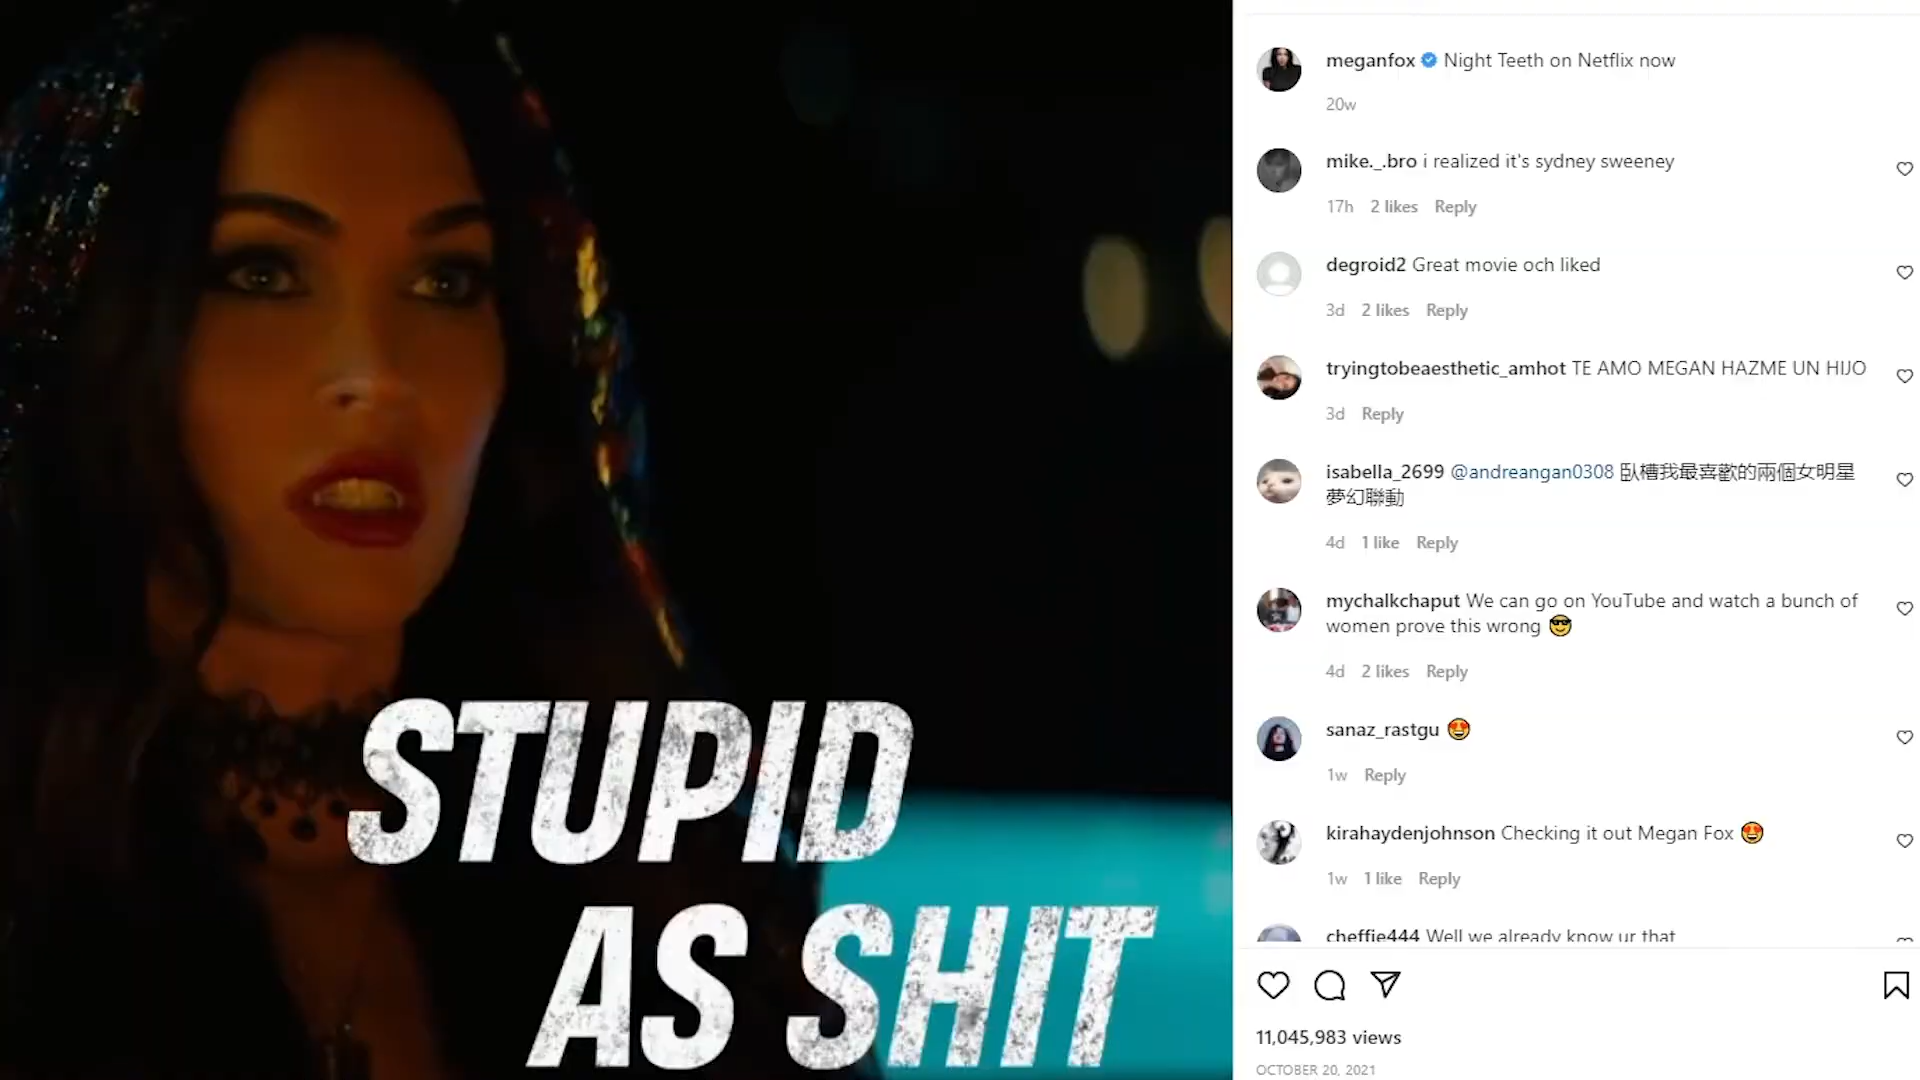 STUPID
AS SHIT
meganfox Night Teeth on Netflix now
20w
mike._.bro i realized it's sydney sweeney
17h 2 likes Reply
degroid2 Great movie och liked
3d 2 likes Reply
tryingtobeaesthetic_amhot TE AMO MEGAN HAZME UN HIJO
3d Reply
isabella_2699 @andreangan0308 臥槽我最喜歡的兩個女明星
夢幻聯動
4d 1 like Reply
mychalkchaput We can go on YouTube and watch a bunch of
women prove this wrong 😎
4d 2 likes Reply
sanaz_rastgu 😍
1w Reply
kirahaydenjohnson Checking it out Megan Fox 😍
1w 1 like Reply
cheffie444 Well we already know ur that
11,045,983 views
OCTOBER 20, 2021